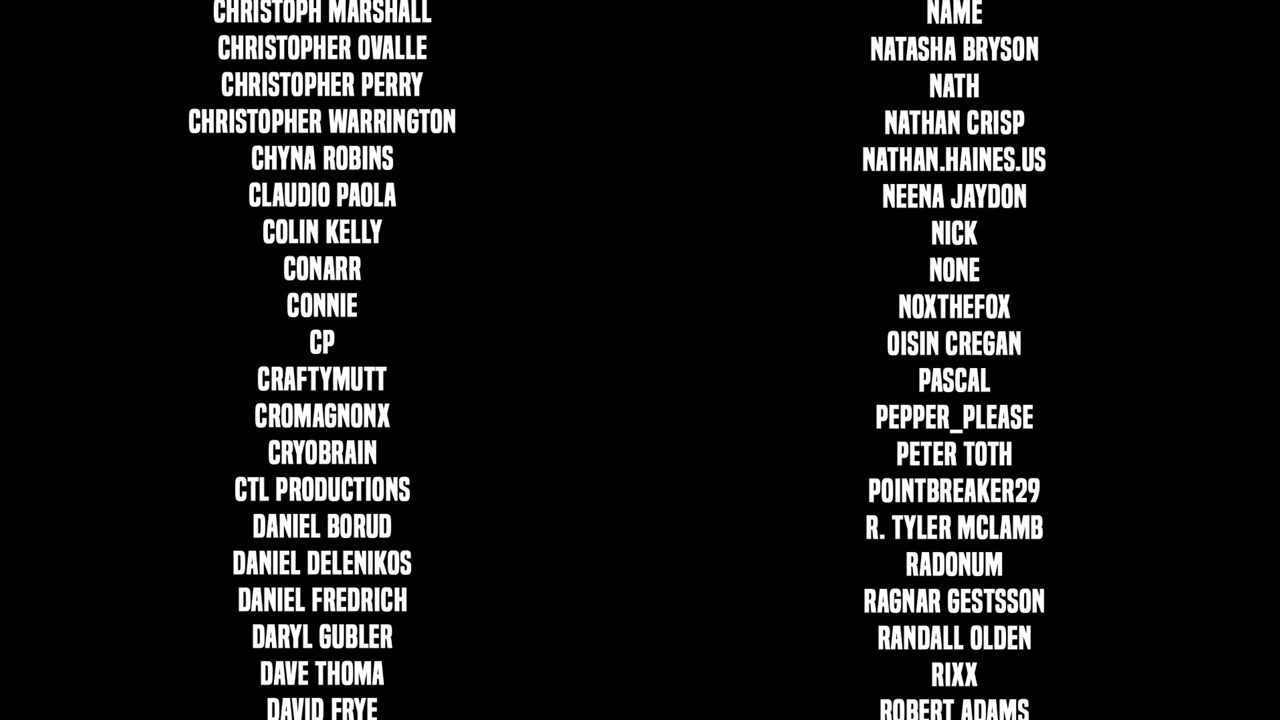 CHRISTOPH MARSHALL
CHRISTOPHER OVALLE
CHRISTOPHER PERRY
CHRISTOPHER WARRINGTON
CHYNA ROBINS
CLAUDIO PAOLA
COLIN KELLY
CONARR
CONNIE
CP
CRAFTYMUTT
CROMAGNONX
CRYOBRAIN
CTL PRODUCTIONS
DANIEL BORUD
DANIEL DELENIKOS
DANIEL FREDRICH
DARYL GUBLER
DAVE THOMA
DAVID FRYE
NAME
NATASHA BRYSON
NATH
NATHAN CRISP
NATHAN.HAINES.US
NEENA JAYDON
NICK
NONE
NOXTHEFOX
OISIN CREGAN
PASCAL
PEPPER_PLEASE
PETER TOTH
POINTBREAKER29
R. TYLER MCLAMB
RADONUM
RAGNAR GESTSSON
RANDALL OLDEN
RIXX
ROBERT ADAMS